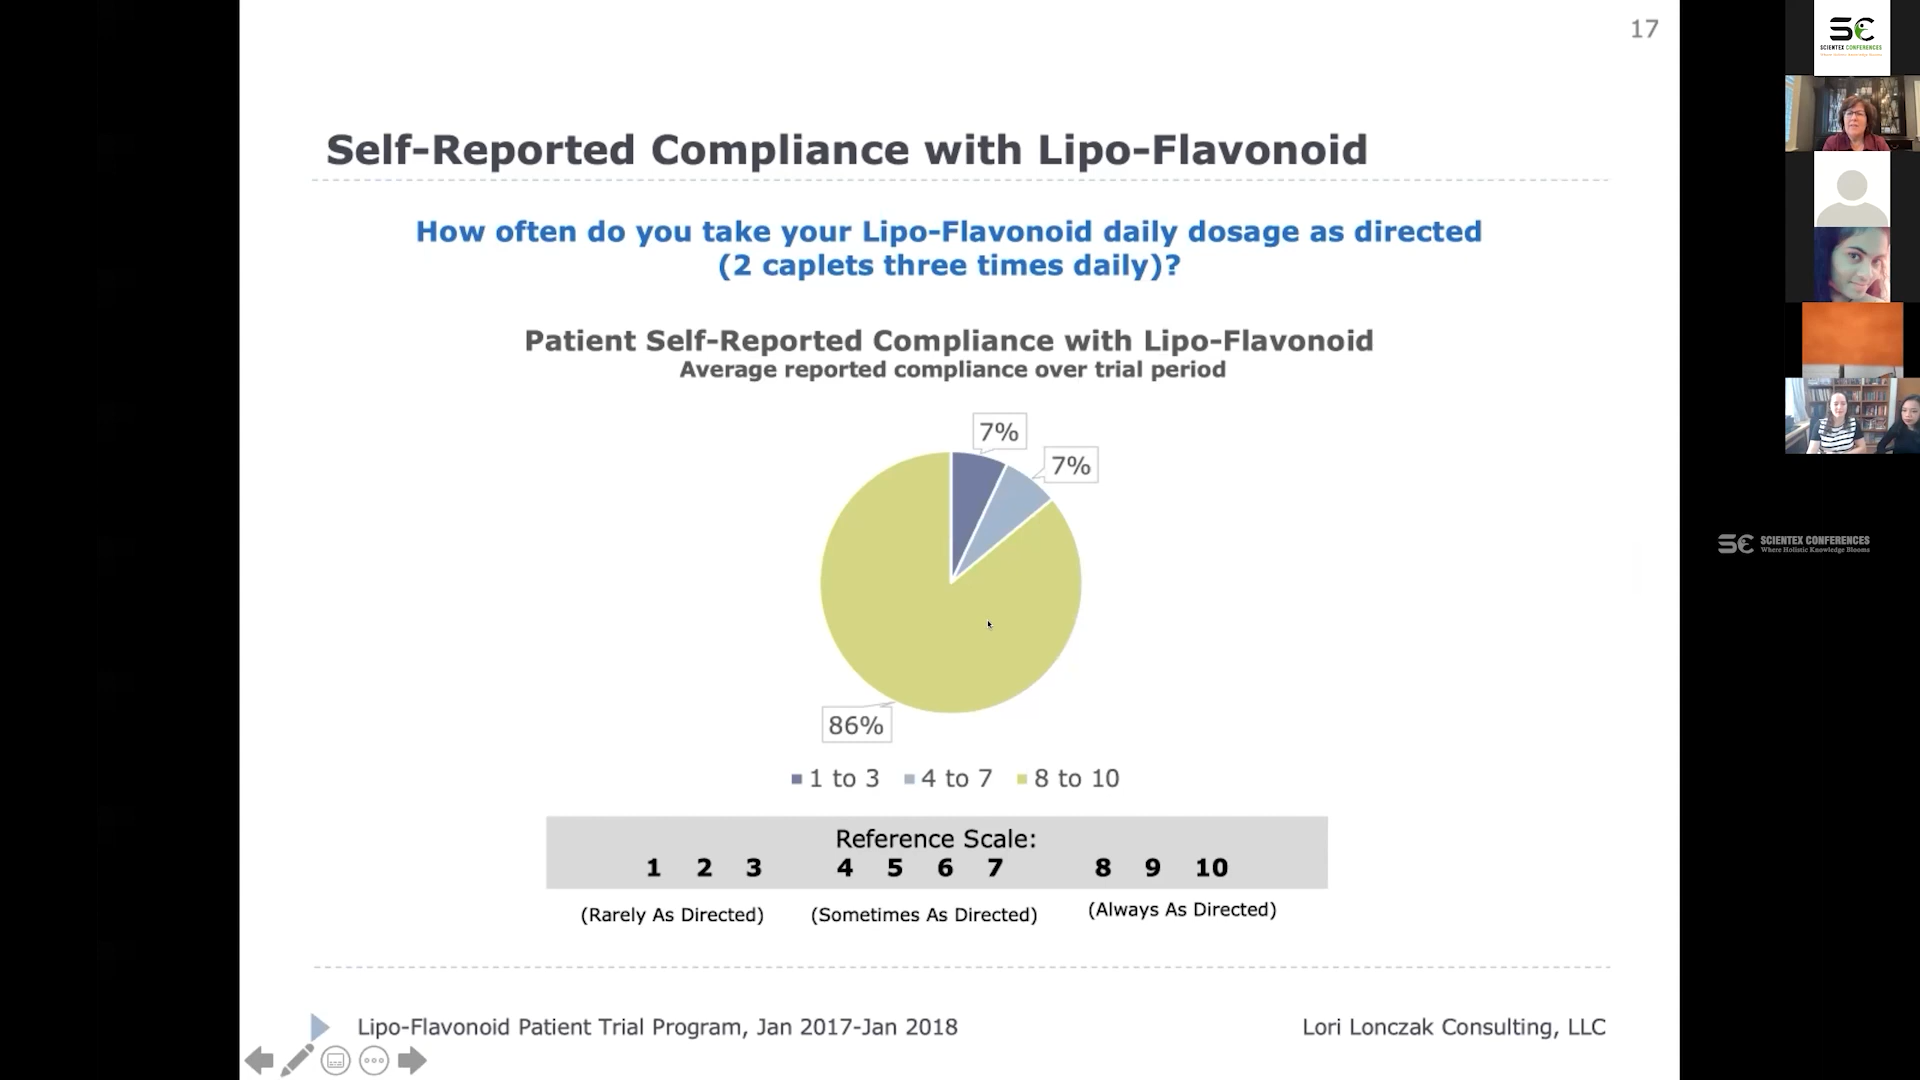 17
SCIENTEX CONFERENCES
Self-Reported Compliance with Lipo-Flavonoid
How often do you take your Lipo-Flavonoid daily dosage as directed
(2 caplets three times daily)?
Patient Self-Reported Compliance with Lipo-Flavonoid
Average reported compliance over trial period
7%
7%
86%
1 to 3 4 to 7 8 to 10
Reference Scale:
1 2 3 4 5 6 7 8 9 10
(Rarely As Directed) (Sometimes As Directed) (Always As Directed)
Lipo-Flavonoid Patient Trial Program, Jan 2017-Jan 2018
Lori Lonczak Consulting, LLC
SCIENTEX CONFERENCES
Where Holistic Knowledge Blooms